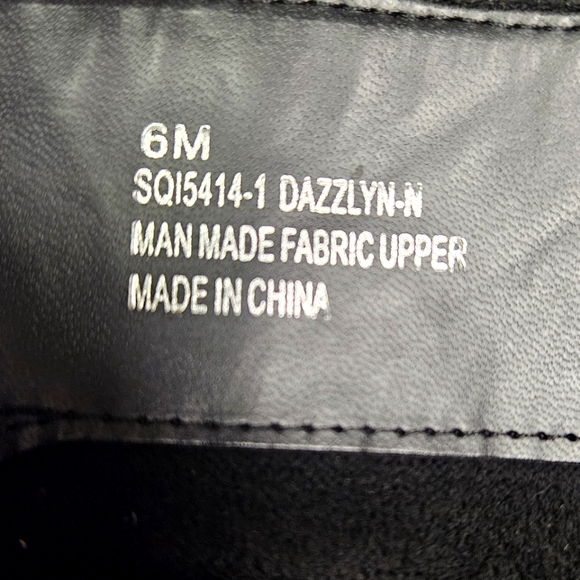 6M
SQI5414-1 DAZZLYN-N
MAN MADE FABRIC UPPER
MADE IN CHINA